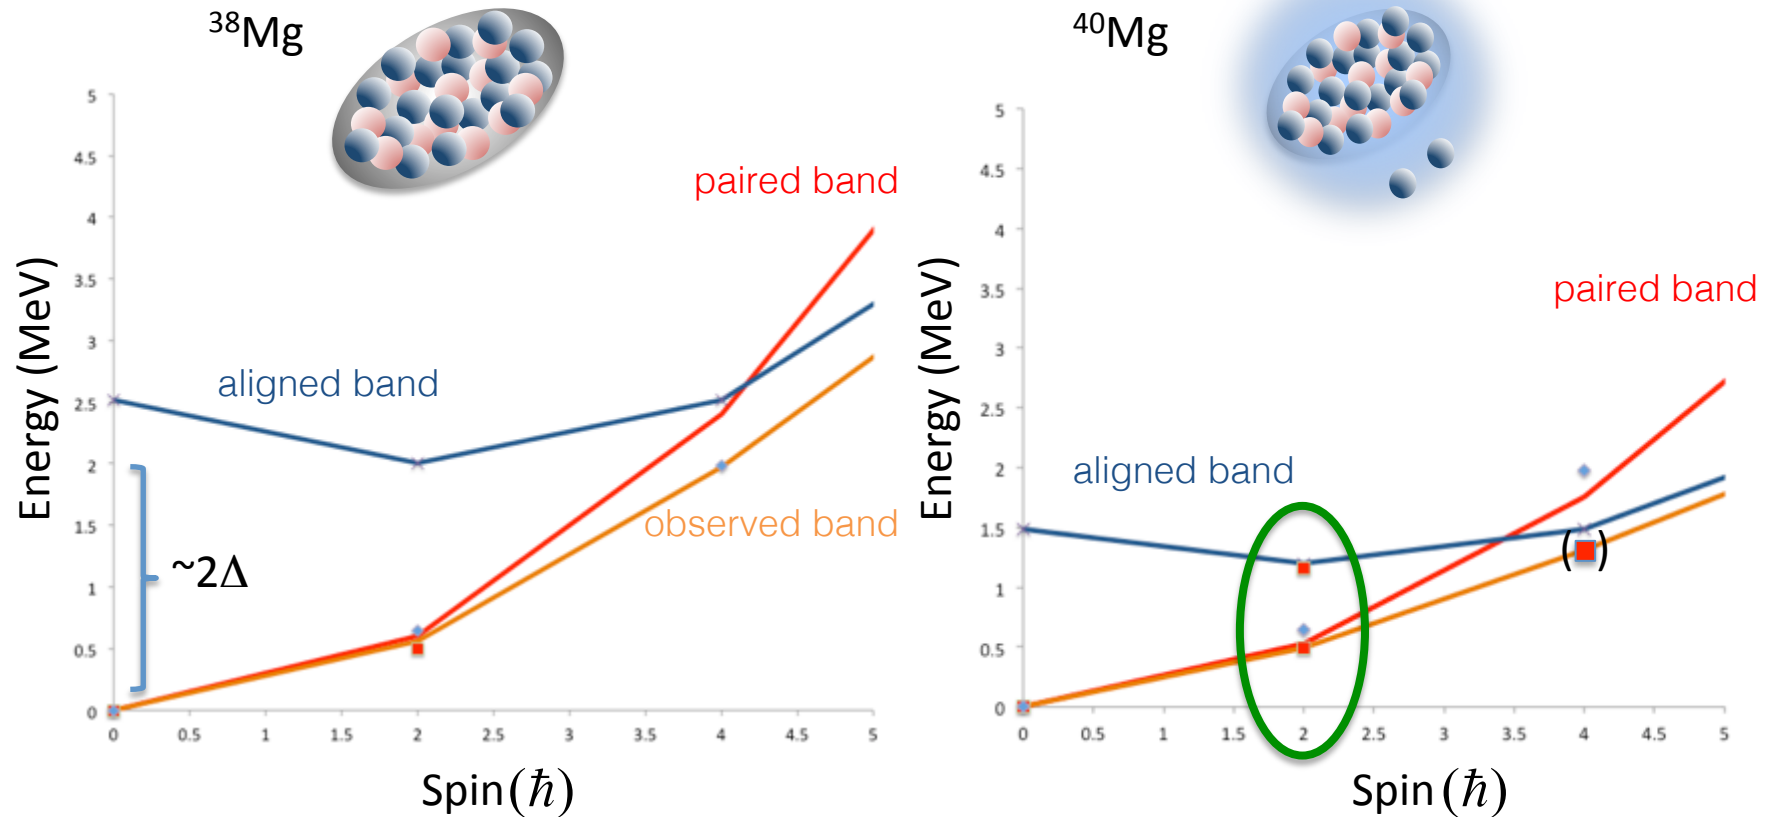 ³⁸Mg
5
4.5
4
3.5
3
2.5
2
1.5
1
0.5
0
Energy (MeV)
paired band
aligned band
observed band
~2Δ
0 0.5 1 1.5 2 2.5 3 3.5 4 4.5 5
Spin(ħ)
⁴⁰Mg
5
4.5
4
3.5
3
2.5
2
1.5
1
0.5
0
Energy (MeV)
paired band
aligned band
( )
0 0.5 1 1.5 2 2.5 3 3.5 4 4.5 5
Spin(ħ)